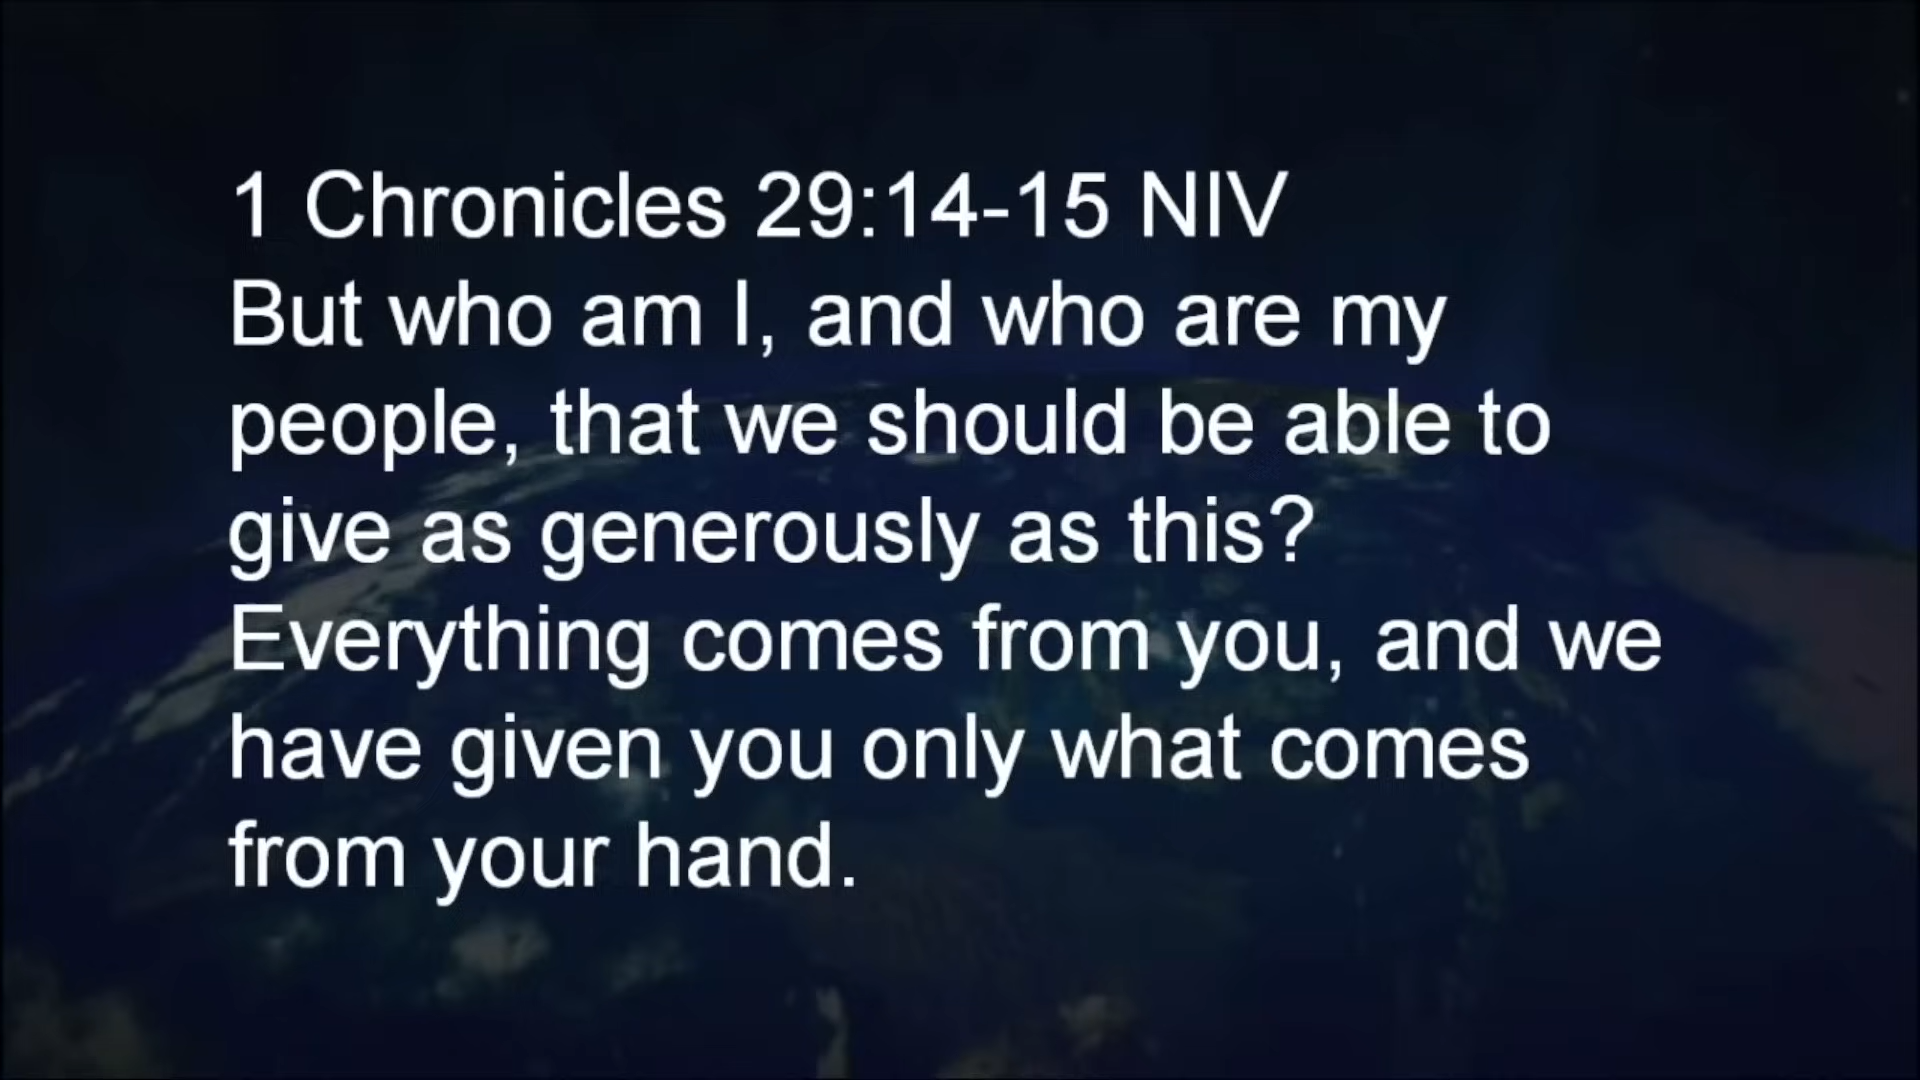 1 Chronicles 29:14-15 NIV
But who am I, and who are my
people, that we should be able to
give as generously as this?
Everything comes from you, and we
have given you only what comes
from your hand.